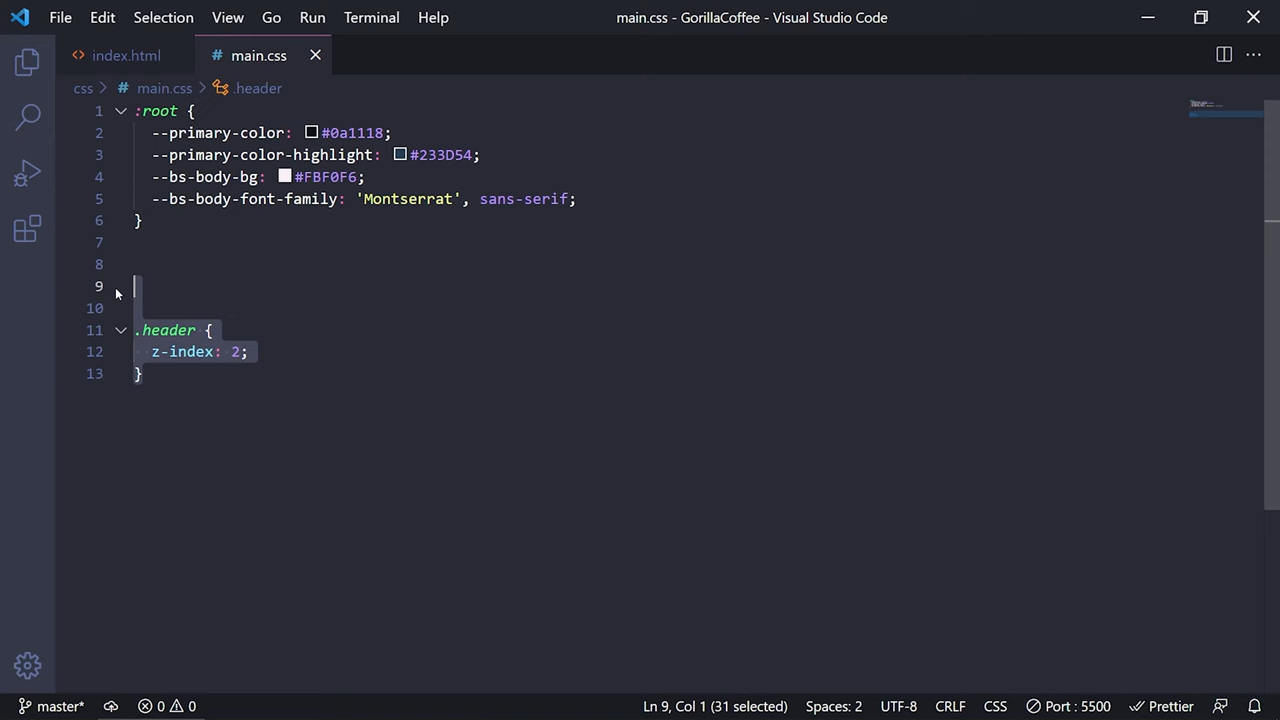 File Edit Selection View Go Run Terminal Help main.css - GorillaCoffee - Visual Studio Code
index.html # main.css
css # main.css .header
1 :root {
2 --primary-color: #0a1118;
3 --primary-color-highlight: #233D54;
4 --bs-body-bg: #FBF0F6;
5 --bs-body-font-family: 'Montserrat', sans-serif;
6 }
7
8
9
10
11 .header {
12 z-index: 2;
13 }
master* 0 0 Ln 9, Col 1 (31 selected) Spaces: 2 UTF-8 CRLF CSS Port : 5500 Prettier